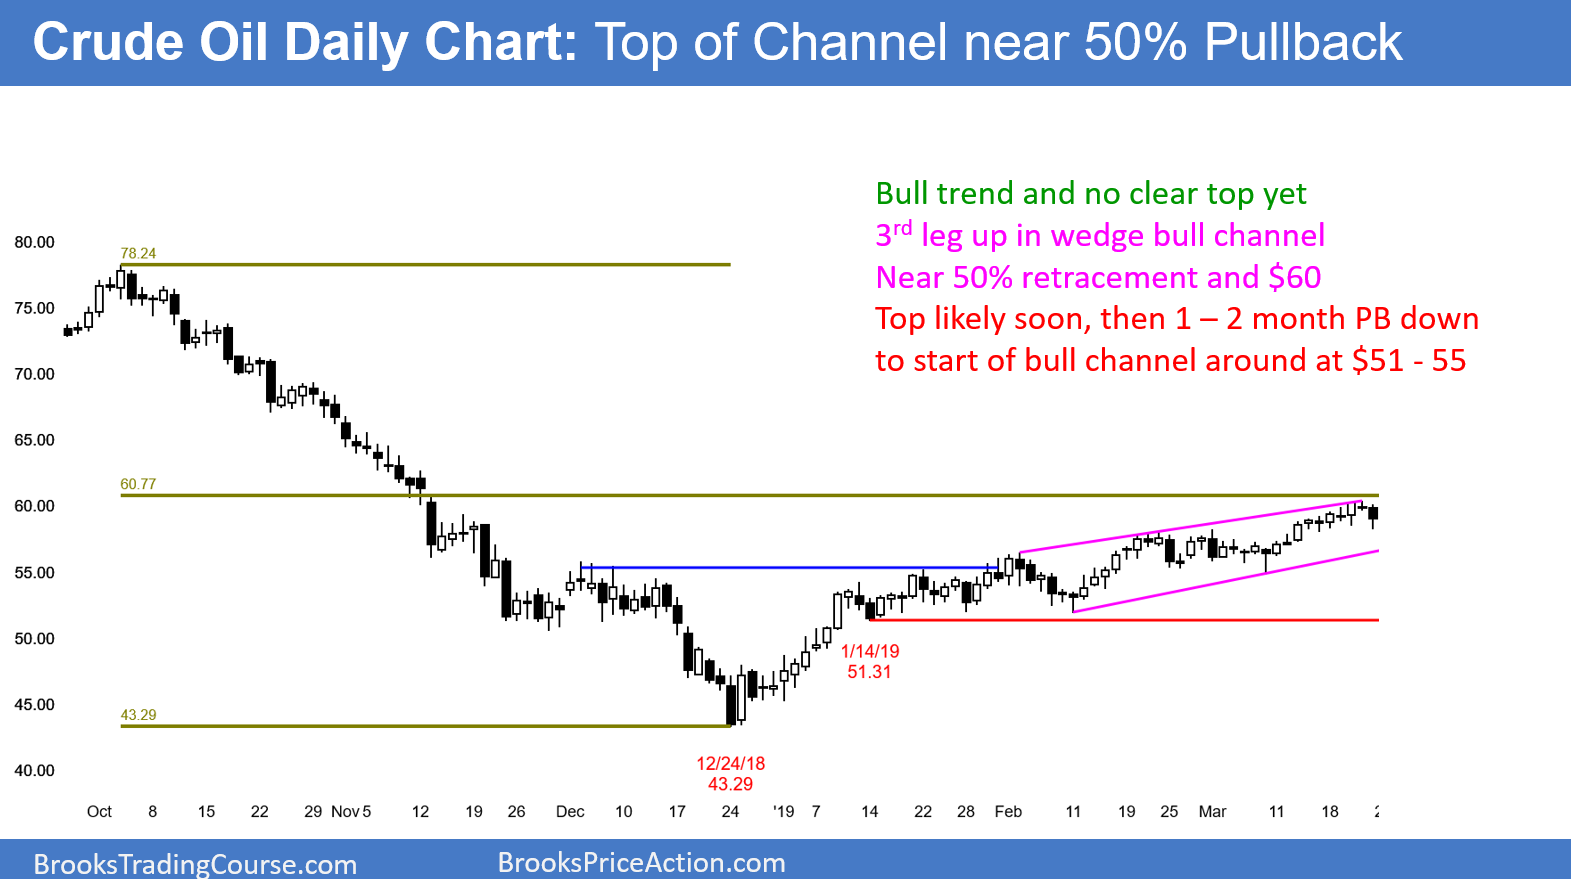 Crude Oil Daily Chart: Top of Channel near 50% Pullback
Bull trend and no clear top yet
3rd leg up in wedge bull channel
Near 50% retracement and $60
Top likely soon, then 1 – 2 month PB down
to start of bull channel around at $51 - 55
80.00
78.24
75.00
70.00
65.00
60.77
60.00
55.00
50.00
1/14/19
51.31
45.00
43.29
12/24/18
43.29
40.00
Oct 8 15 22 29 Nov 5 12 19 26 Dec 10 17 24 '19 7 14 22 28 Feb 11 19 25 Mar 11 18
BrooksTradingCourse.com
BrooksPriceAction.com